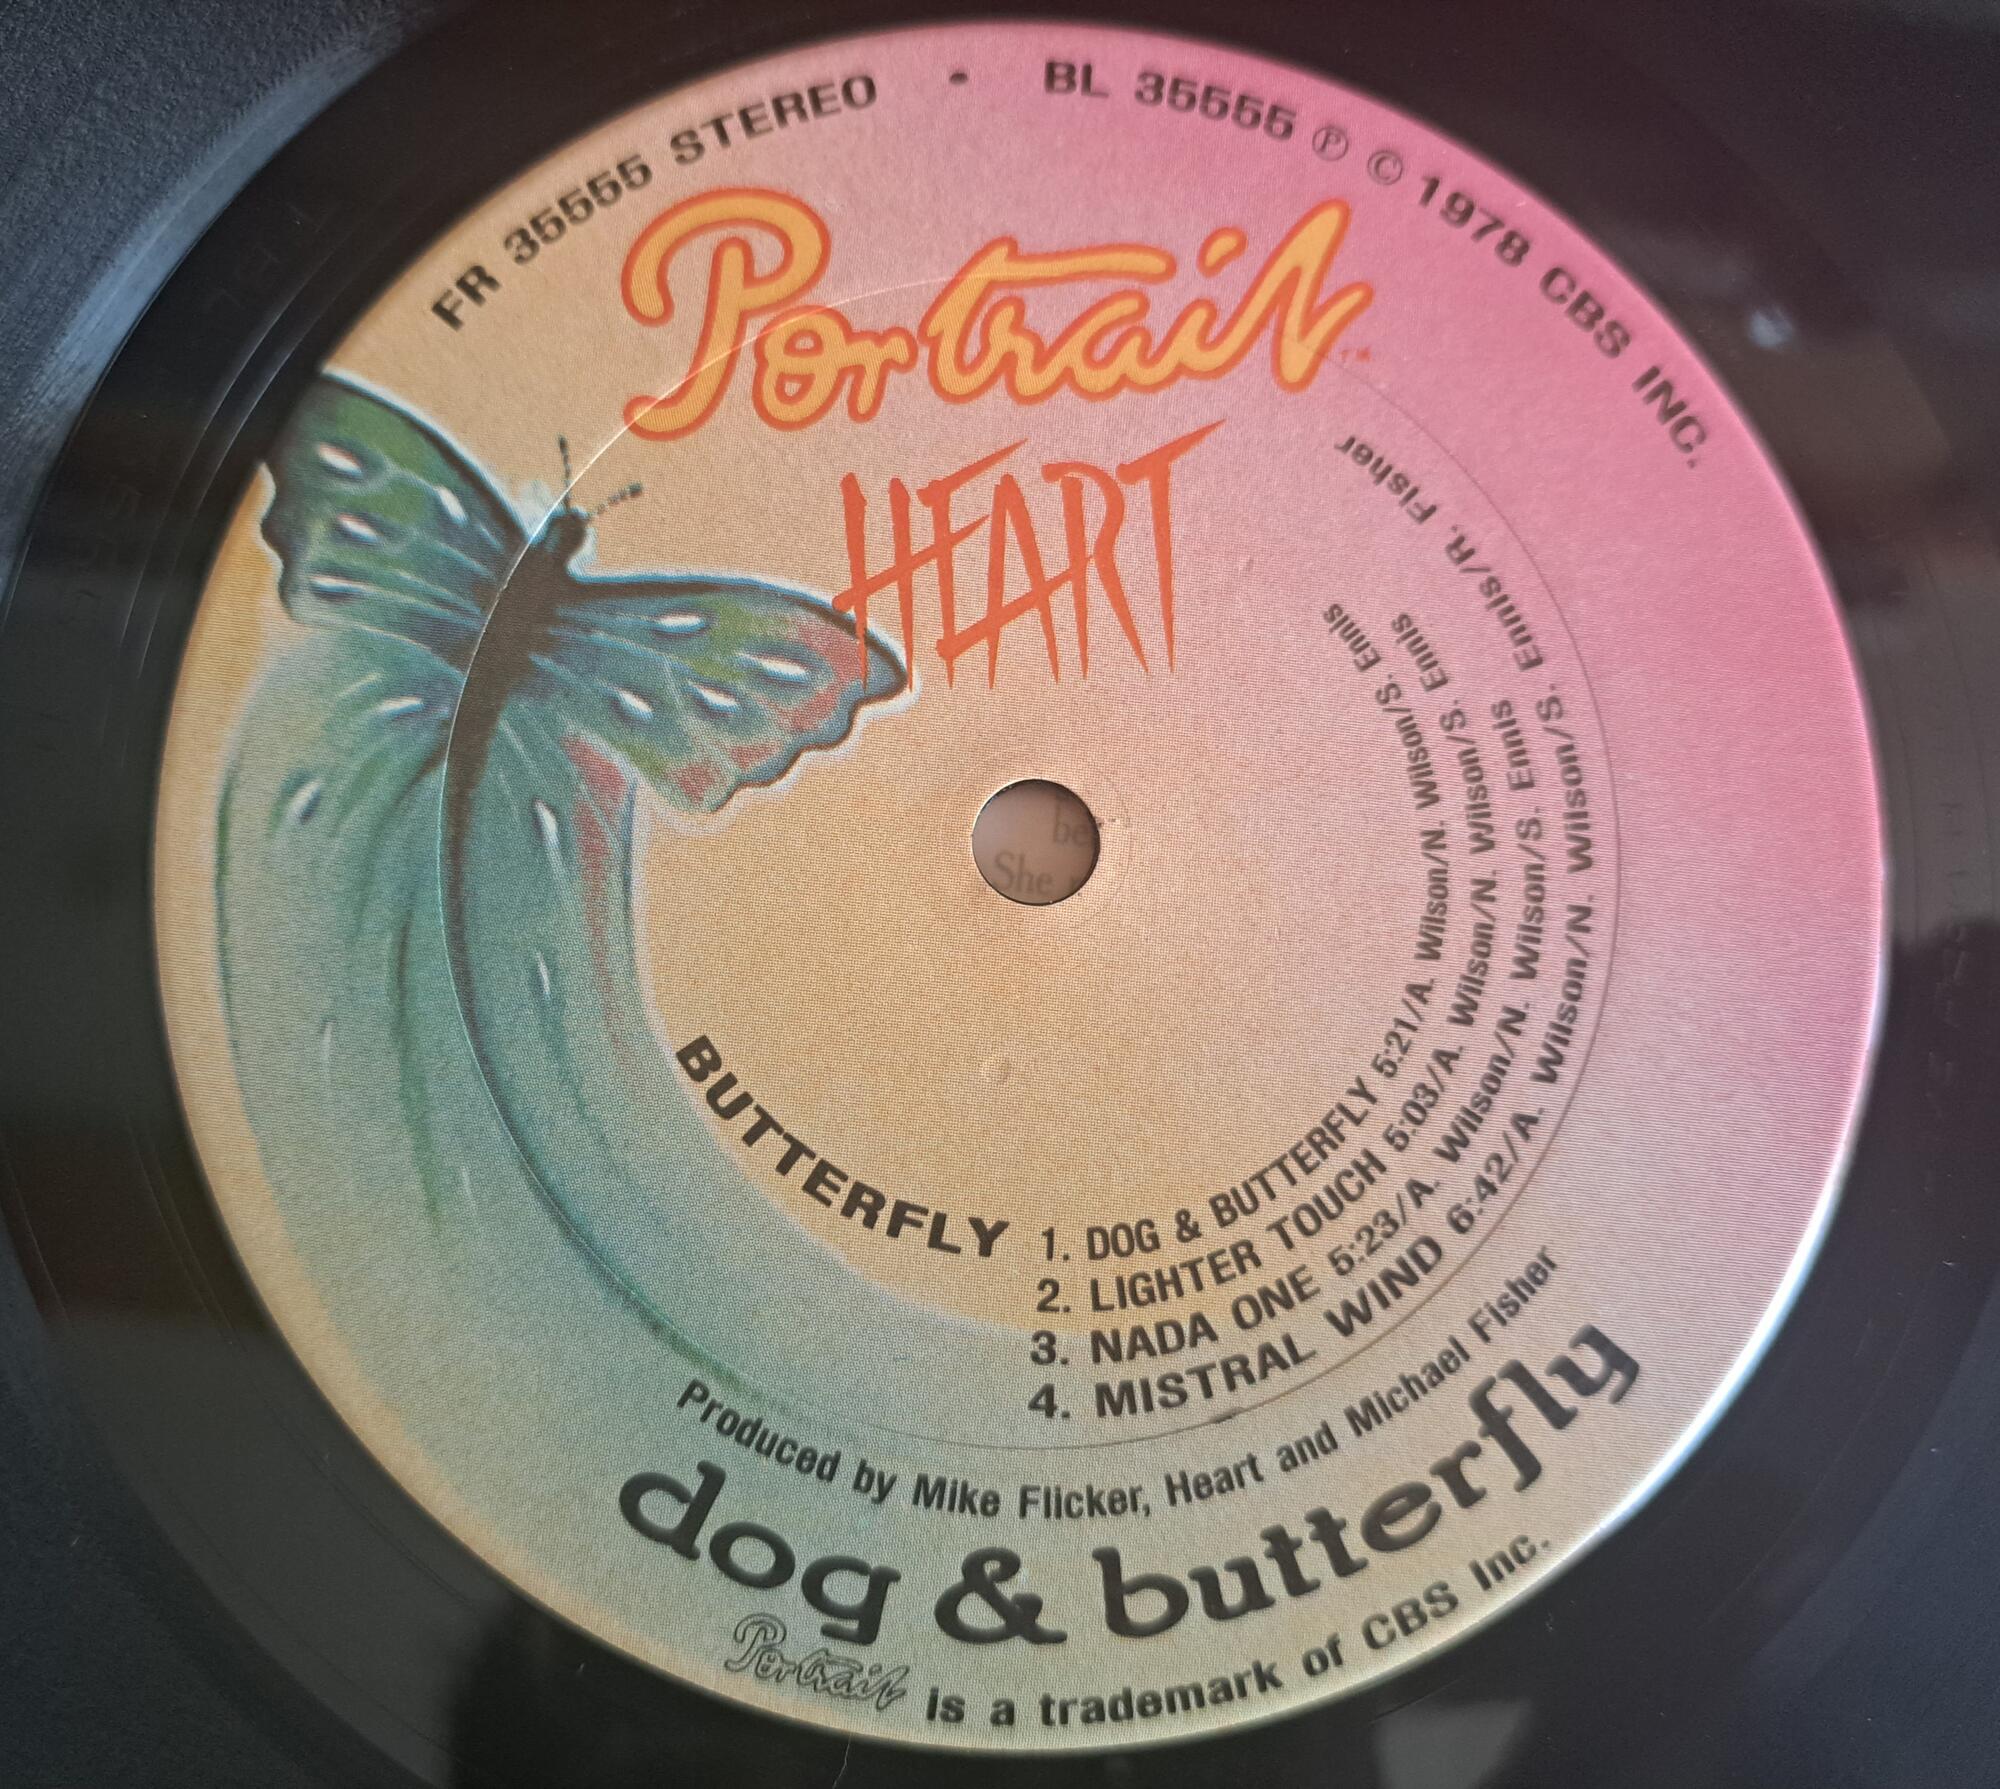 FR 35555 STEREO • BL 35555 Ⓟ © 1978 CBS INC.
Portrait TM
HEART
BUTTERFLY
1. DOG & BUTTERFLY 5:21/A. Wilson/N. Wilson/S. Ennis
2. LIGHTER TOUCH 5:03/A. Wilson/N. Wilson/S. Ennis
3. NADA ONE 5:23/A. Wilson/N. Wilson/S. Ennis
4. MISTRAL WIND 6:42/A. Wilson/N. Wilson/S. Ennis/R. Fisher
Produced by Mike Flicker, Heart and Michael Fisher
dog & butterfly
Portrait is a trademark of CBS Inc.
She